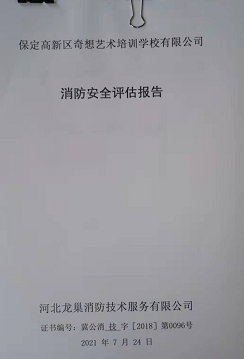 保定高新区奇想艺术培训学校有限公司
消防安全评估报告
河北龙巢消防技术服务有限公司
证书编号：冀公消 技 字【2018】第0096号
2021 年 7 月 24 日